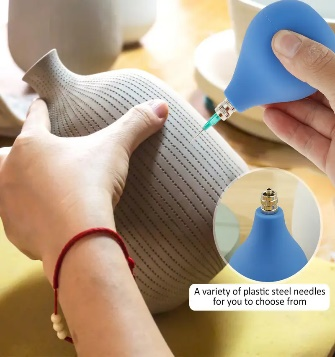 A variety of plastic steel needles
for you to choose from